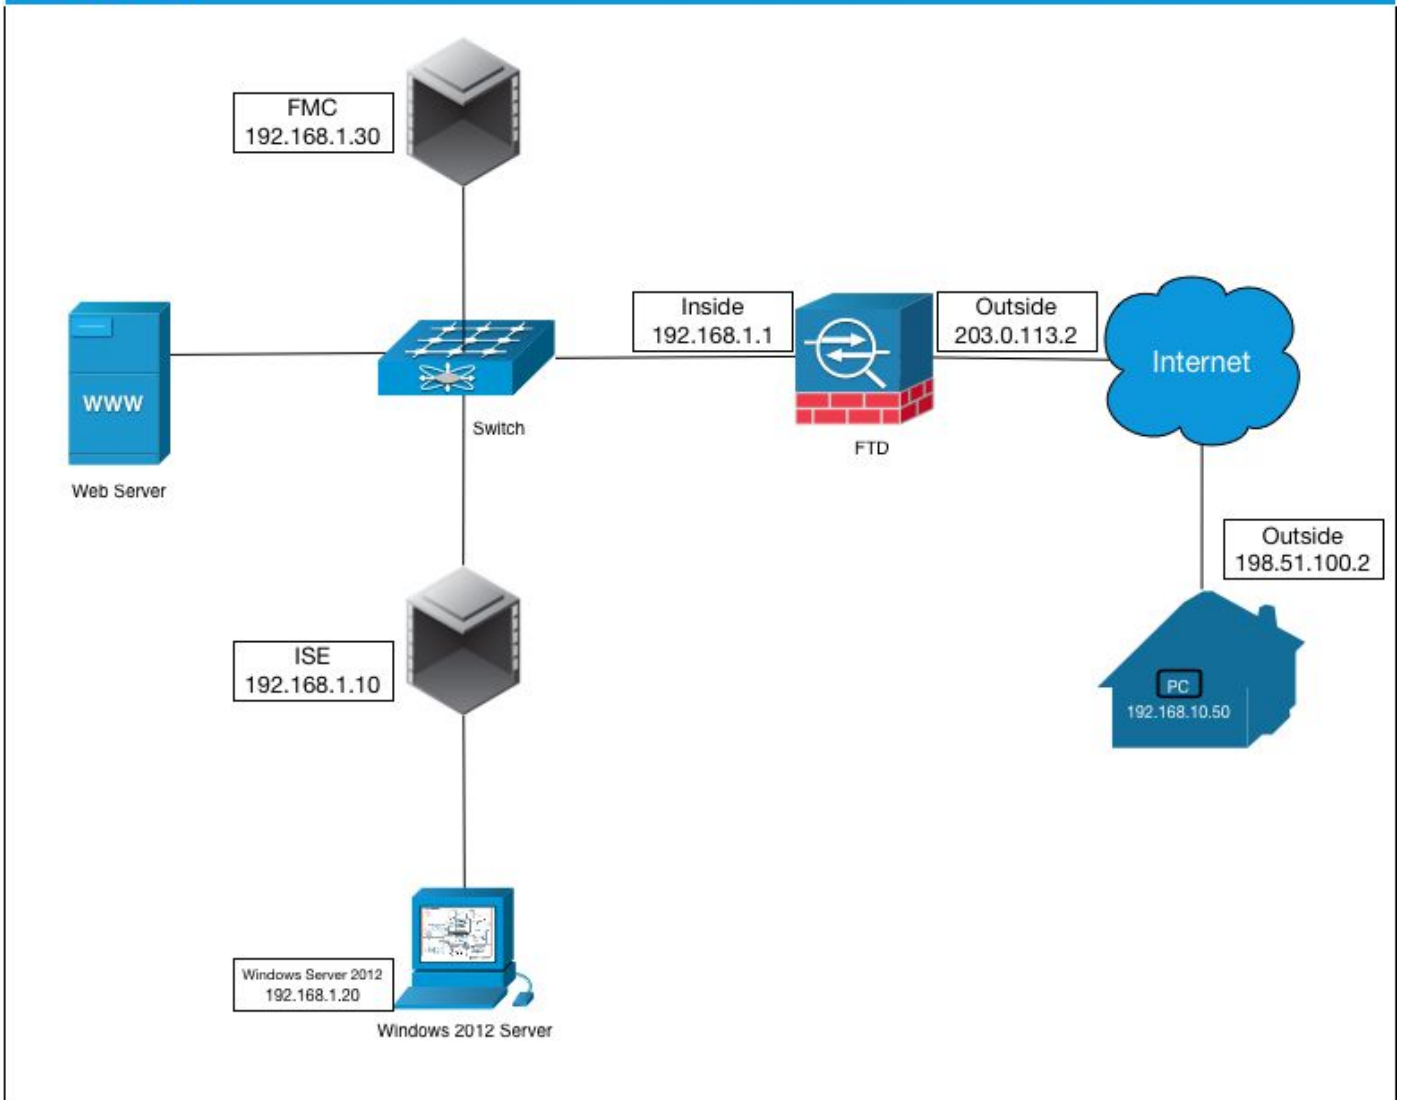 FMC
192.168.1.30
Inside
192.168.1.1
Outside
203.0.113.2
Internet
WWW
Switch
FTD
Web Server
Outside
198.51.100.2
ISE
192.168.1.10
PC
192.168.10.50
Windows Server 2012
192.168.1.20
Windows 2012 Server